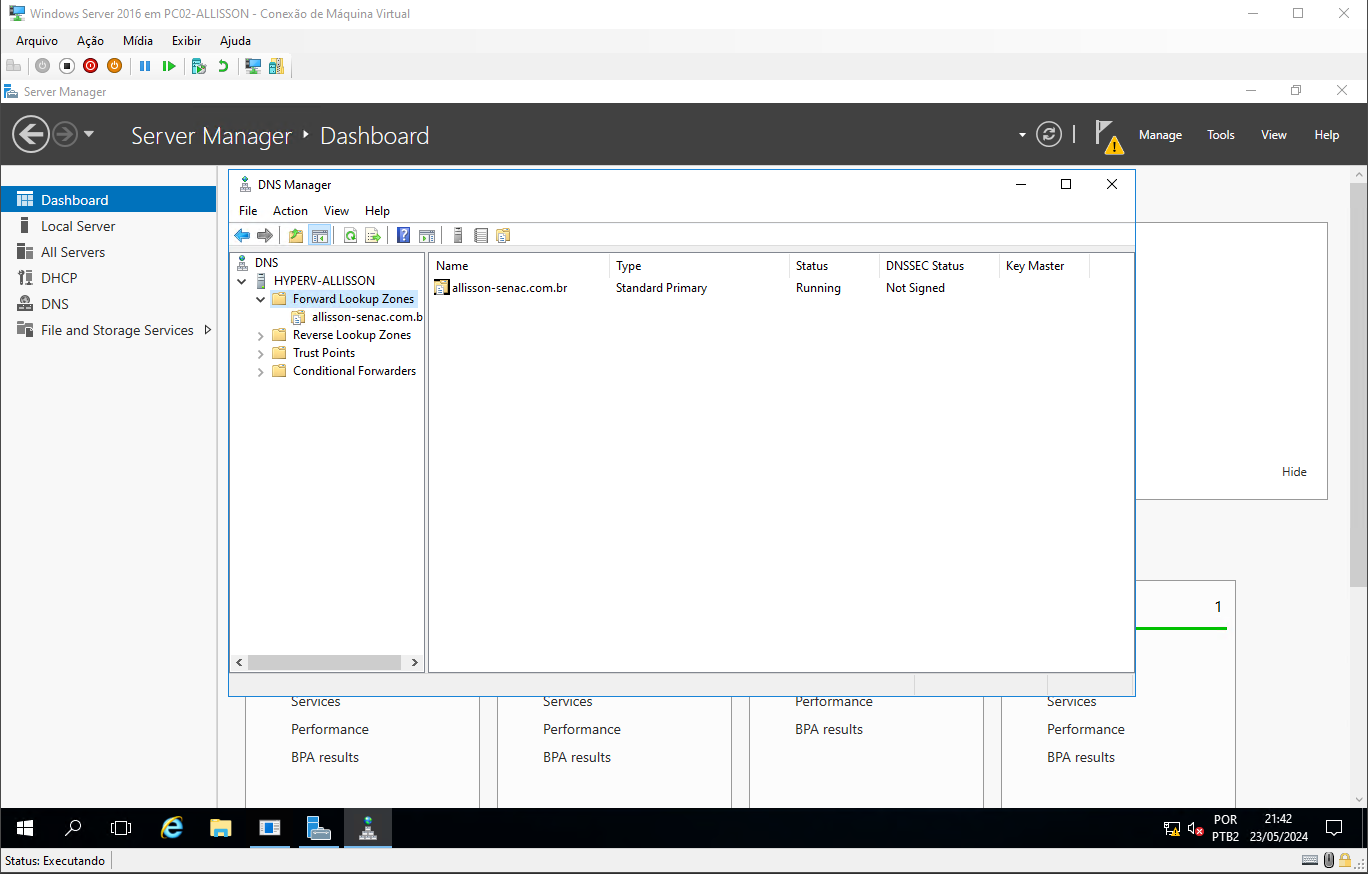 Windows Server 2016 em PC02-ALLISSON - Conexão de Máquina Virtual
Arquivo Ação Mídia Exibir Ajuda
Server Manager
Server Manager Dashboard
Manage Tools View Help
Dashboard
Local Server
All Servers
DHCP
DNS
File and Storage Services
DNS Manager
File Action View Help
DNS
HYPERV-ALLISSON
Forward Lookup Zones
allisson-senac.com.b
Reverse Lookup Zones
Trust Points
Conditional Forwarders
Name Type Status DNSSEC Status Key Master
allisson-senac.com.br Standard Primary Running Not Signed
Hide
1
Services Services Performance Services
Performance Performance BPA results Performance
BPA results BPA results BPA results
POR 21:42
PTB2 23/05/2024
Status: Executando